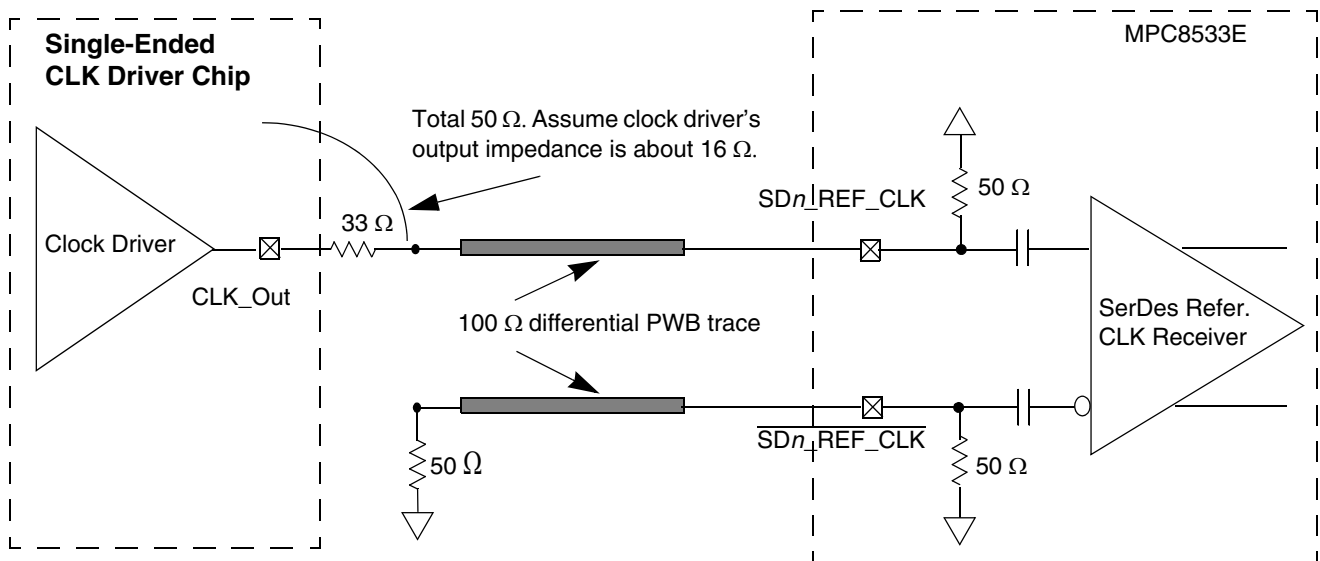 Single-Ended
CLK Driver Chip
MPC8533E
Total 50 Ω. Assume clock driver's
output impedance is about 16 Ω.
SDn_REF_CLK
50 Ω
33 Ω
Clock Driver
CLK_Out
100 Ω differential PWB trace
SerDes Refer.
CLK Receiver
SDn_REF_CLK
50 Ω
50 Ω